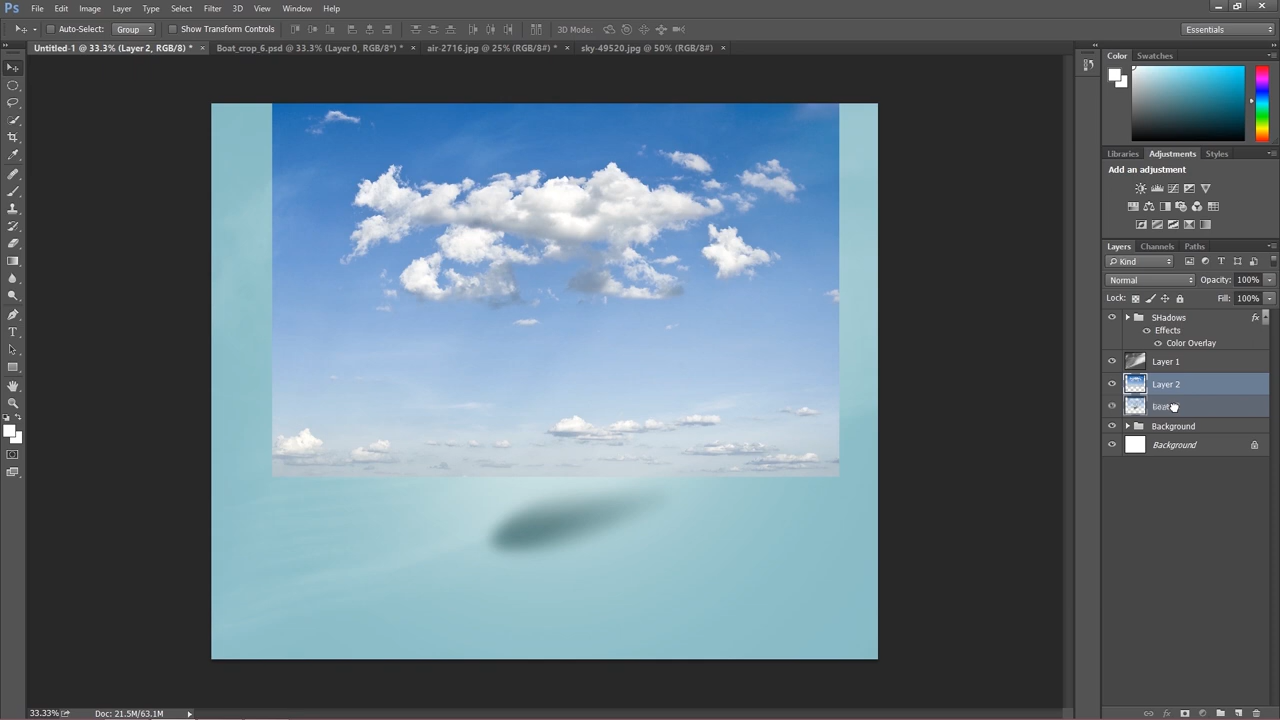 Ps File Edit Image Layer Type Select Filter 3D View Window Help
Auto-Select: Group Show Transform Controls 3D Mode: Essentials
Untitled-1 @ 33.3% (Layer 2, RGB/8) * × Boat_crop_6.psd @ 33.3% (Layer 0, RGB/8*) * × air-2716.jpg @ 25% (RGB/8#) * × sky-49520.jpg @ 50% (RGB/8#) ×
Color Swatches
Libraries Adjustments Styles
Add an adjustment
Layers Channels Paths
Kind
Normal Opacity: 100%
Lock: Fill: 100%
SHadows fx
Effects
Color Overlay
Layer 1
Layer 2
Background
Background
33.33% Doc: 21.5M/63.1M